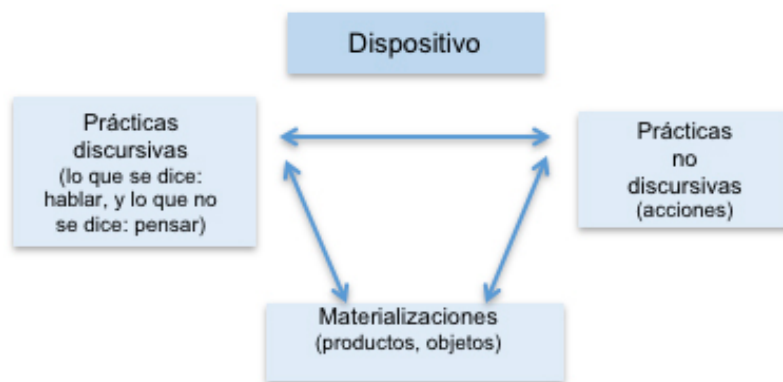 Dispositivo
Prácticas
discursivas
(lo que se dice:
hablar, y lo que no
se dice: pensar)
Prácticas
no
discursivas
(acciones)
Materializaciones
(productos, objetos)